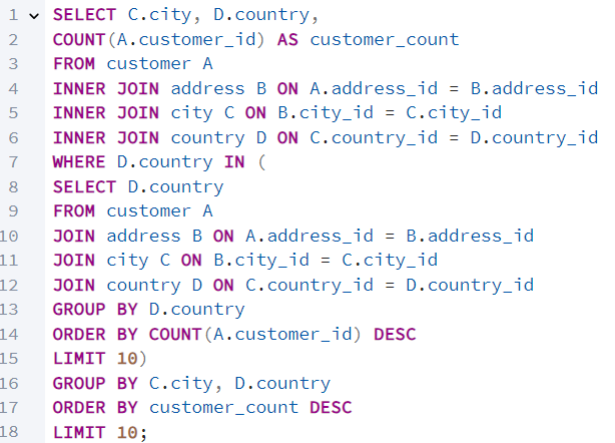 1 SELECT C.city, D.country,
2 COUNT(A.customer_id) AS customer_count
3 FROM customer A
4 INNER JOIN address B ON A.address_id = B.address_id
5 INNER JOIN city C ON B.city_id = C.city_id
6 INNER JOIN country D ON C.country_id = D.country_id
7 WHERE D.country IN (
8 SELECT D.country
9 FROM customer A
10 JOIN address B ON A.address_id = B.address_id
11 JOIN city C ON B.city_id = C.city_id
12 JOIN country D ON C.country_id = D.country_id
13 GROUP BY D.country
14 ORDER BY COUNT(A.customer_id) DESC
15 LIMIT 10)
16 GROUP BY C.city, D.country
17 ORDER BY customer_count DESC
18 LIMIT 10;